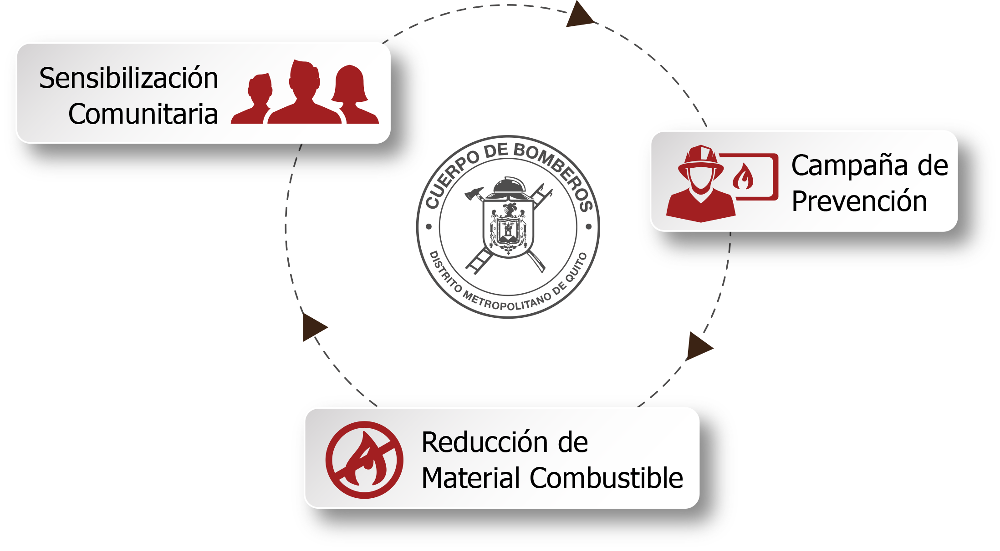 Sensibilización
Comunitaria
CUERPO DE BOMBEROS
DISTRITO METROPOLITANO DE QUITO
Campaña de
Prevención
Reducción de
Material Combustible